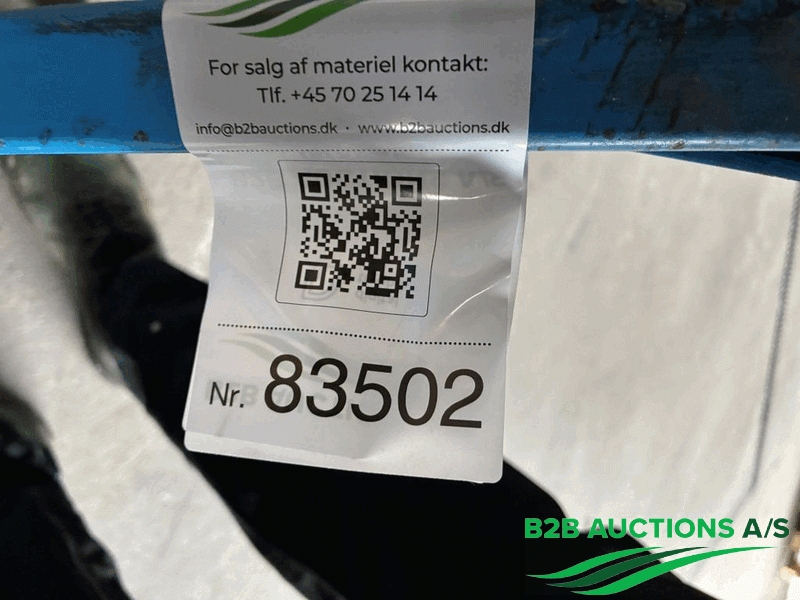 For salg af materiel kontakt:
Tlf. +45 70 25 14 14
info@b2bauctions.dk · www.b2bauctions.dk
Nr. 83502
B2B AUCTIONS A/S